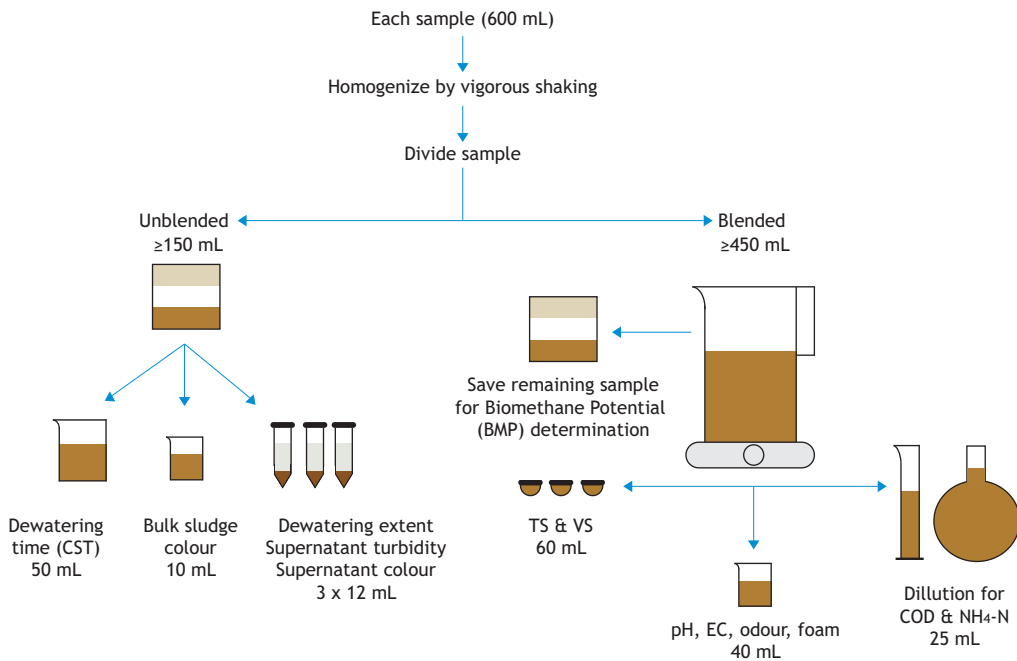 Each sample (600 mL)
Homogenize by vigorous shaking
Divide sample
Unblended
≥150 mL
Blended
≥450 mL
Save remaining sample
for Biomethane Potential
(BMP) determination
Dewatering
time (CST)
50 mL
Bulk sludge
colour
10 mL
Dewatering extent
Supernatant turbidity
Supernatant colour
3 x 12 mL
TS & VS
60 mL
pH, EC, odour, foam
40 mL
Dillution for
COD & NH4-N
25 mL